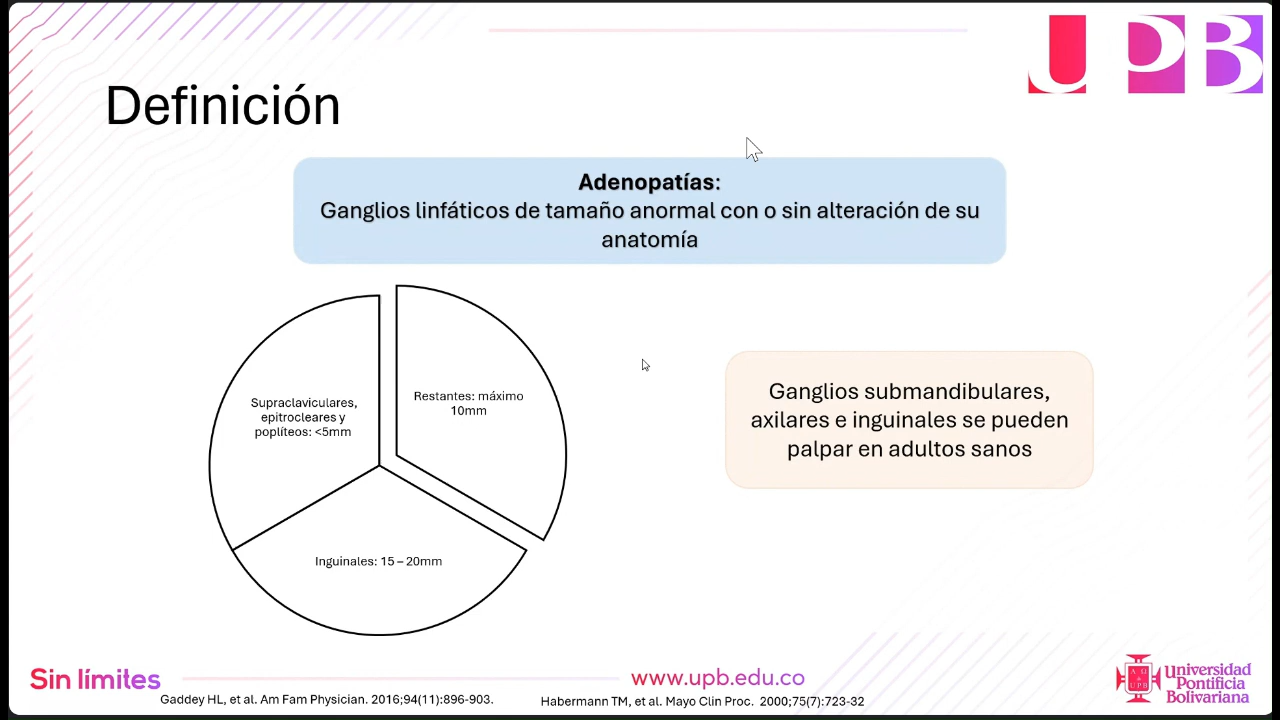 UPB
Definición
Adenopatías:
Ganglios linfáticos de tamaño anormal con o sin alteración de su
anatomía
Supraclaviculares,
epitrocleares y
poplíteos: <5mm
Restantes: máximo
10mm
Inguinales: 15 – 20mm
Ganglios submandibulares,
axilares e inguinales se pueden
palpar en adultos sanos
Sin límites
www.upb.edu.co
Gaddey HL, et al. Am Fam Physician. 2016;94(11):896-903.
Habermann TM, et al. Mayo Clin Proc. 2000;75(7):723-32
Universidad
Pontificia
Bolivariana